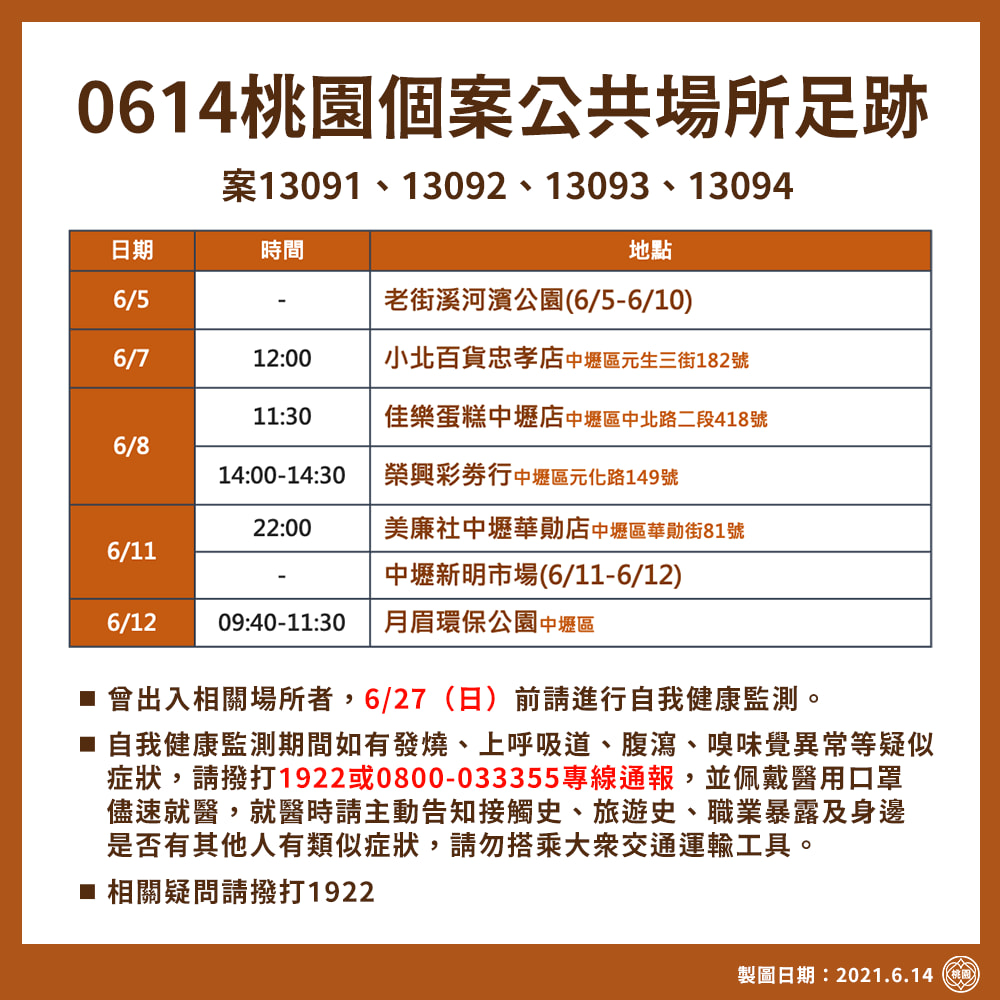 0614桃園個案公共場所足跡
案13091、13092、13093、13094
日期 時間 地點
6/5 - 老街溪河濱公園(6/5-6/10)
6/7 12:00 小北百貨忠孝店中壢區元生三街182號
6/8 11:30 佳樂蛋糕中壢店中壢區中北路二段418號
14:00-14:30 榮興彩券行中壢區元化路149號
6/11 22:00 美廉社中壢華勛店中壢區華勛街81號
- 中壢新明市場(6/11-6/12)
6/12 09:40-11:30 月眉環保公園中壢區
■ 曾出入相關場所者，6/27（日）前請進行自我健康監測。
■ 自我健康監測期間如有發燒、上呼吸道、腹瀉、嗅味覺異常等疑似
症狀，請撥打1922或0800-033355專線通報，並佩戴醫用口罩
儘速就醫，就醫時請主動告知接觸史、旅遊史、職業暴露及身邊
是否有其他人有類似症狀，請勿搭乘大眾交通運輸工具。
■ 相關疑問請撥打1922
製圖日期：2021.6.14 桃園